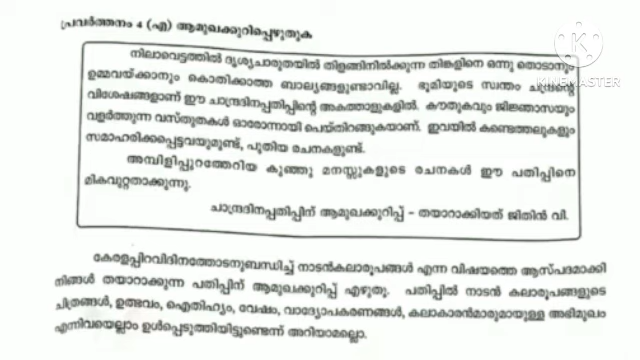 പ്രവർത്തനം 4 (എ) ആമുഖക്കുറിപ്പെഴുതുക
നിലാവെട്ടത്തിൽ ദൃശ്യചാരുതയിൽ തിളങ്ങിനിൽക്കുന്ന തിങ്കളിനെ ഒന്നു തൊടാനും
ഉമ്മവയ്ക്കാനും കൊതിക്കാത്ത ബാല്യങ്ങളുണ്ടാവില്ല. ഭൂമിയുടെ സ്വന്തം ചന്ദ്രന്റെ
വിശേഷങ്ങളാണ് ഈ ചാന്ദ്രദിനപ്പതിപ്പിന്റെ അകത്താളുകളിൽ. കൗതുകവും ജിജ്ഞാസയും
വളർത്തുന്ന വസ്തുതകൾ ഓരോന്നായി പെയ്തിറങ്ങുകയാണ്. ഇവയിൽ കണ്ടെത്തലുകളും
സമാഹരിക്കപ്പെട്ടവയുമുണ്ട്, പുതിയ രചനകളുണ്ട്.
അമ്പിളിപ്പുറത്തേറിയ കുഞ്ഞു മനസ്സുകളുടെ രചനകൾ ഈ പതിപ്പിനെ
മികവുറ്റതാക്കുന്നു.
ചാന്ദ്രദിനപ്പതിപ്പിന് ആമുഖക്കുറിപ്പ് – തയാറാക്കിയത് ജിതിൻ വി.
കേരളപ്പിറവിദിനത്തോടനുബന്ധിച്ച് നാടൻകലാരൂപങ്ങൾ എന്ന വിഷയത്തെ ആസ്പദമാക്കി
നിങ്ങൾ തയാറാക്കുന്ന പതിപ്പിന് ആമുഖക്കുറിപ്പ് എഴുതൂ. പതിപ്പിൽ നാടൻ കലാരൂപങ്ങളുടെ
ചിത്രങ്ങൾ, ഉത്ഭവം, ഐതിഹ്യം, വേഷം, വാദ്യോപകരണങ്ങൾ, കലാകാരൻമാരുമായുള്ള അഭിമുഖം
എന്നിവയെല്ലാം ഉൾപ്പെടുത്തിയിട്ടുണ്ടെന്ന് അറിയാമല്ലോ.
KINEMASTER